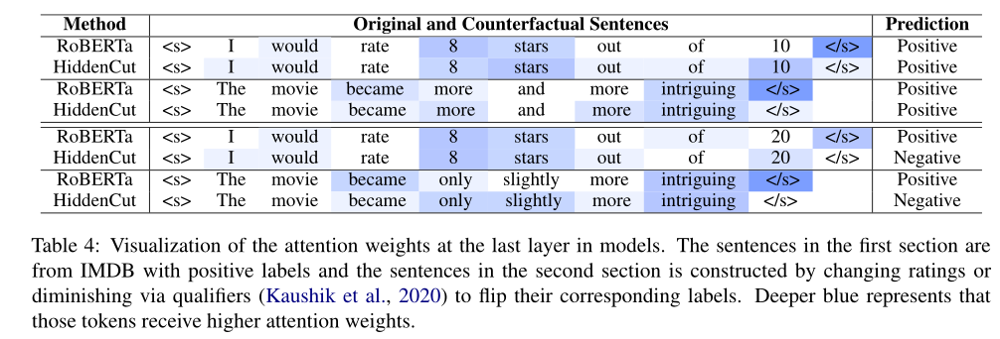 Method Original and Counterfactual Sentences Prediction
RoBERTa <s> I would rate 8 stars out of 10 </s> Positive
HiddenCut <s> I would rate 8 stars out of 10 </s> Positive
RoBERTa <s> The movie became more and more intriguing </s> Positive
HiddenCut <s> The movie became more and more intriguing </s> Positive
RoBERTa <s> I would rate 8 stars out of 20 </s> Positive
HiddenCut <s> I would rate 8 stars out of 20 </s> Negative
RoBERTa <s> The movie became only slightly more intriguing </s> Positive
HiddenCut <s> The movie became only slightly more intriguing </s> Negative
Table 4: Visualization of the attention weights at the last layer in models. The sentences in the first section are
from IMDB with positive labels and the sentences in the second section is constructed by changing ratings or
diminishing via qualifiers (Kaushik et al., 2020) to flip their corresponding labels. Deeper blue represents that
those tokens receive higher attention weights.